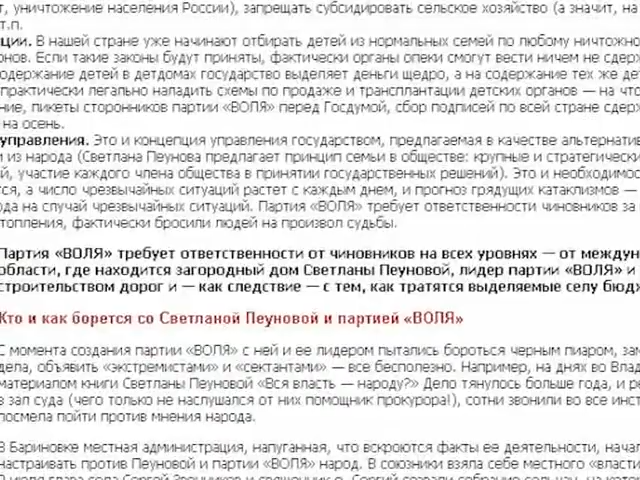 т, уничтожение населения России), запрещать субсидировать сельское хозяйство (а значит, на
т.п.
ции. В нашей стране уже начинают отбирать детей из нормальных семей по любому ничтожно
онов. Если такие законы будут приняты, фактически органы опеки смогут вести ничем не сдер
одержание детей в детдомах государство выделяет деньги щедро, а на содержание тех же де
практически легально наладить схемы по продаже и трансплантации детских органов — на что
ение, пикеты сторонников партии «ВОЛЯ» перед Госдумой, сбор подписей по всей стране сдер
на осень.
управления. Это и концепция управления государством, предлагаемая в качестве альтернатив
и из народа (Светлана Пеунова предлагает принцип семьи в обществе: крупные и стратегически
й, участие каждого члена общества в принятии государственных решений). Это и необходимос
тся, а число чрезвычайных ситуаций растет с каждым днем, и прогноз грядущих катаклизмов —
ода на случай чрезвычайных ситуаций. Партия «ВОЛЯ» требует ответственности чиновников за
топления, фактически бросили людей на произвол судьбы.
Партия «ВОЛЯ» требует ответственности от чиновников на всех уровнях — от междун
области, где находится загородный дом Светланы Пеуновой, лидер партии «ВОЛЯ» и
строительством дорог и — как следствие — с тем, как тратятся выделяемые селу бюдж
Кто и как борется со Светланой Пеуновой и партией «ВОЛЯ»
С момента создания партии «ВОЛЯ» с ней и ее лидером пытались бороться черным пиаром, зам
дела, объявить «экстремистами» и «сектантами» — все бесполезно. Например, на днях во Влад
материалом книги Светланы Пеуновой «Вся власть — народу?» Дело тянулось больше года, и р
в зал суда (чего только не наслушался от них помощник прокурора!), сотни звонили во все инст
посмела пойти против мнения народа.
В Бариновке местная администрация, напуганная, что вскроются факты ее деятельности, начал
настраивать против Пеуновой и партии «ВОЛЯ» народ. В союзники взяла себе местного «власти